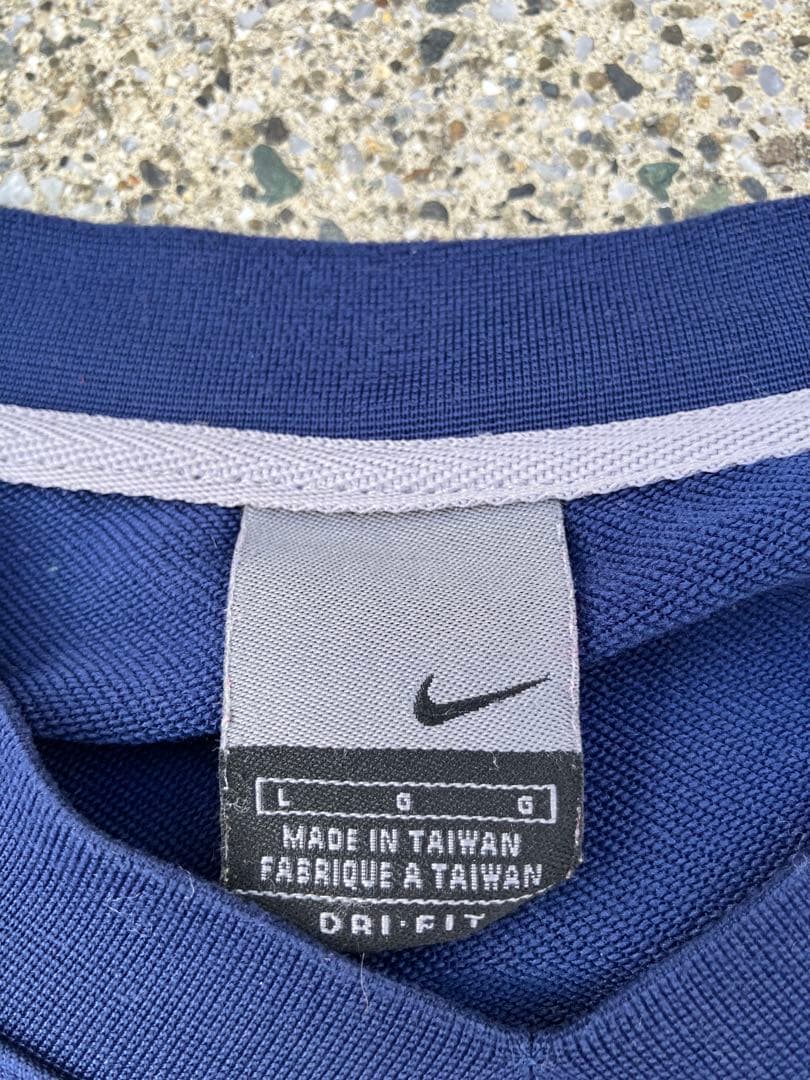 L G G
MADE IN TAIWAN
FABRIQUE A TAIWAN
DRI·FIT